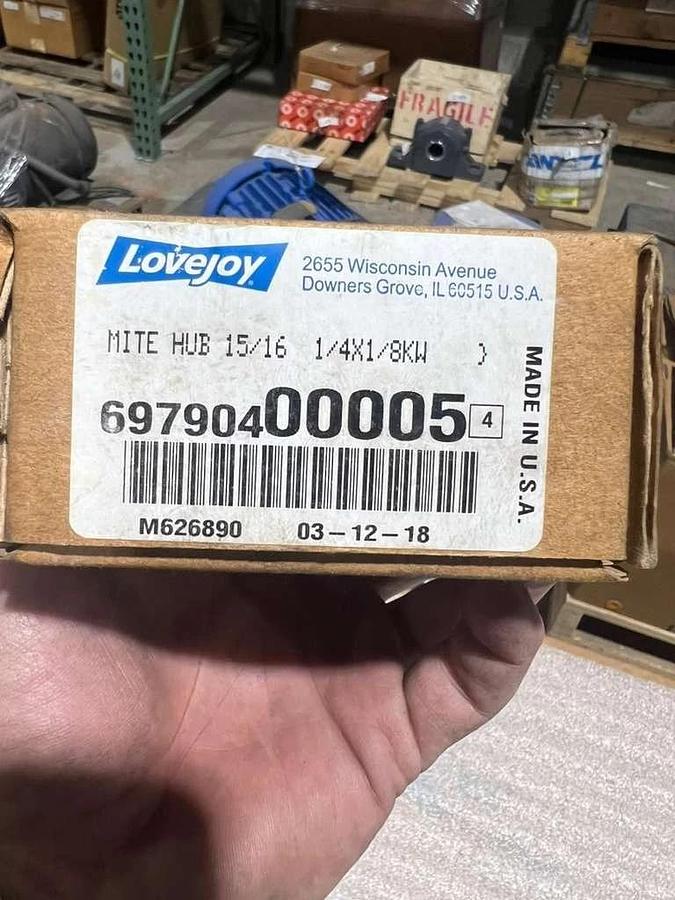 FRAGILE
Lovejoy
2655 Wisconsin Avenue
Downers Grove, IL 60515 U.S.A.
MITE HUB 15/16 1/4X1/8KW }
69790400005 4
MADE IN U.S.A.
M626890 03-12-18